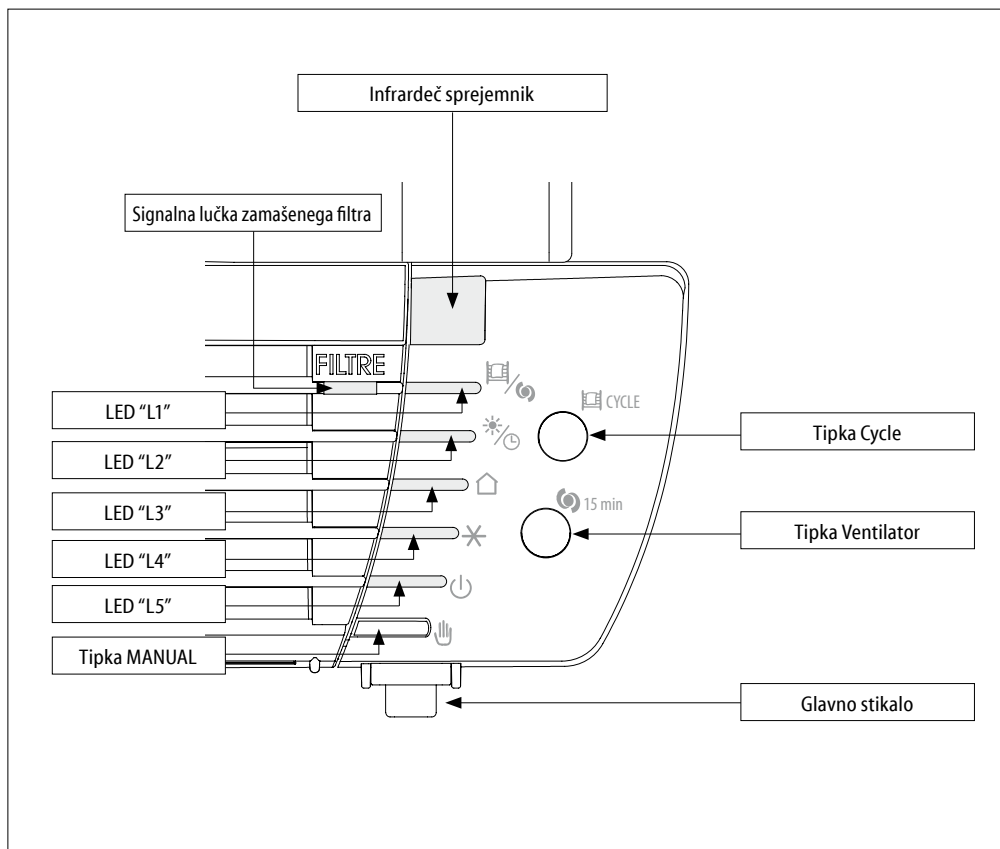 Infrardeč sprejemnik
Signalna lučka zamašenega filtra
FILTRE
CYCLE
LED “L1”
Tipka Cycle
LED “L2”
LED “L3”
15 min
Tipka Ventilator
LED “L4”
LED “L5”
Tipka MANUAL
Glavno stikalo